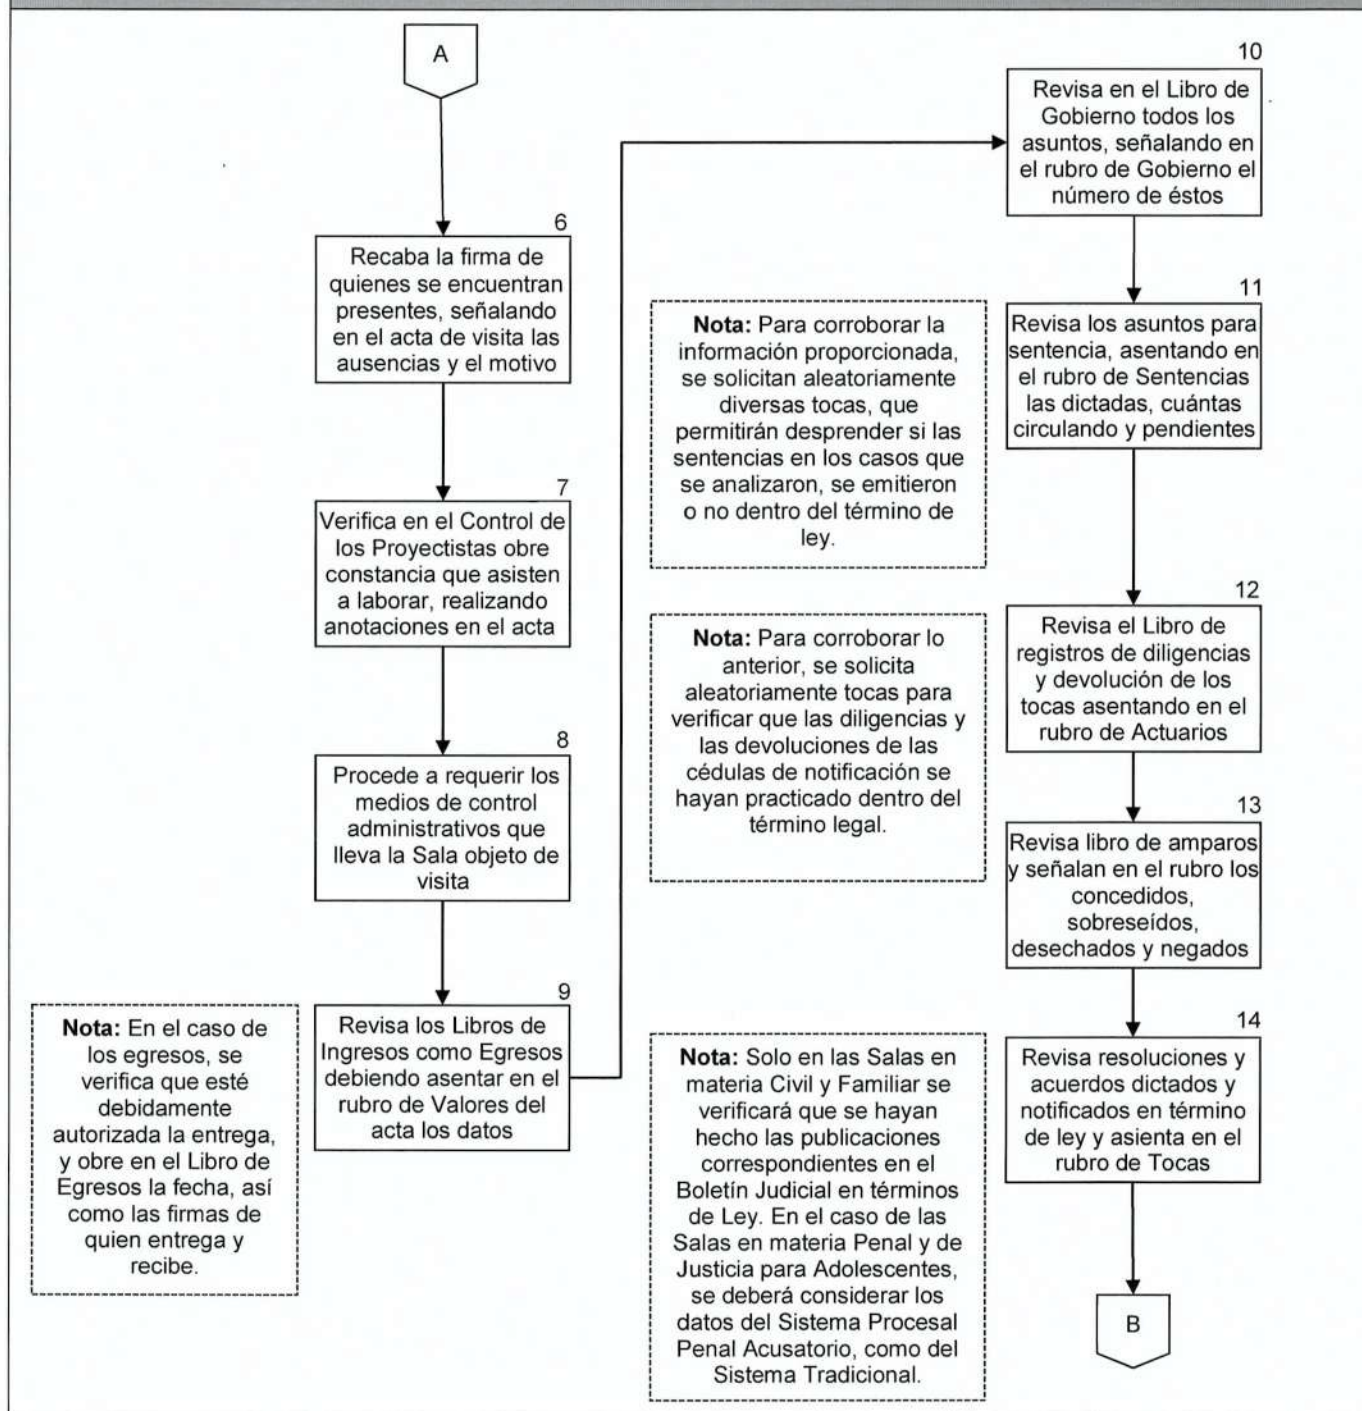 A
6
Recaba la firma de
quienes se encuentran
presentes, señalando
en el acta de visita las
ausencias y el motivo
7
Verifica en el Control de
los Proyectistas obre
constancia que asisten
a laborar, realizando
anotaciones en el acta
8
Procede a requerir los
medios de control
administrativos que
lleva la Sala objeto de
visita
9
Revisa los Libros de
Ingresos como Egresos
debiendo asentar en el
rubro de Valores del
acta los datos
Nota: En el caso de
los egresos, se
verifica que esté
debidamente
autorizada la entrega,
y obre en el Libro de
Egresos la fecha, así
como las firmas de
quien entrega y
recibe.
10
Revisa en el Libro de
Gobierno todos los
asuntos, señalando en
el rubro de Gobierno el
número de éstos
11
Revisa los asuntos para
sentencia, asentando en
el rubro de Sentencias
las dictadas, cuántas
circulando y pendientes
Nota: Para corroborar la
información proporcionada,
se solicitan aleatoriamente
diversas tocas, que
permitirán desprender si las
sentencias en los casos que
se analizaron, se emitieron
o no dentro del término de
ley.
12
Revisa el Libro de
registros de diligencias
y devolución de los
tocas asentando en el
rubro de Actuarios
Nota: Para corroborar lo
anterior, se solicita
aleatoriamente tocas para
verificar que las diligencias y
las devoluciones de las
cédulas de notificación se
hayan practicado dentro del
término legal.
13
Revisa libro de amparos
y señalan en el rubro los
concedidos,
sobreseídos,
desechados y negados
14
Revisa resoluciones y
acuerdos dictados y
notificados en término
de ley y asienta en el
rubro de Tocas
Nota: Solo en las Salas en
materia Civil y Familiar se
verificará que se hayan
hecho las publicaciones
correspondientes en el
Boletín Judicial en términos
de Ley. En el caso de las
Salas en materia Penal y de
Justicia para Adolescentes,
se deberá considerar los
datos del Sistema Procesal
Penal Acusatorio, como del
Sistema Tradicional.
B